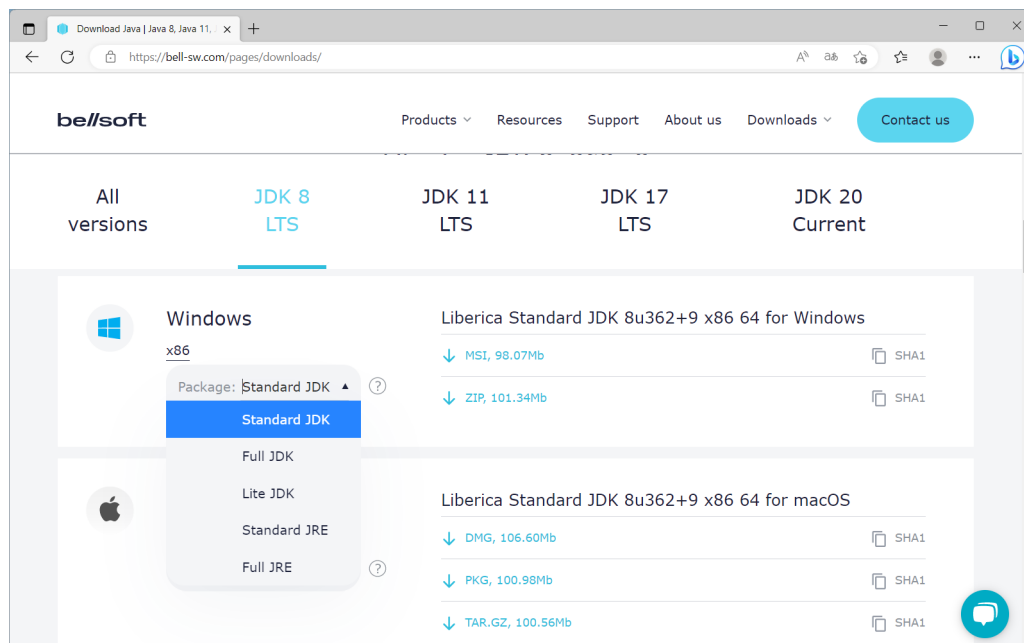 Download Java | Java 8, Java 11,
https://bell-sw.com/pages/downloads/
bellsoft
Products
Resources
Support
About us
Downloads
Contact us
All versions
JDK 8 LTS
JDK 11 LTS
JDK 17 LTS
JDK 20 Current
Windows
x86
Package: Standard JDK
?
Standard JDK
Full JDK
Lite JDK
Standard JRE
Full JRE
?
Liberica Standard JDK 8u362+9 x86 64 for Windows
MSI, 98.07Mb
SHA1
ZIP, 101.34Mb
SHA1
Liberica Standard JDK 8u362+9 x86 64 for macOS
DMG, 106.60Mb
SHA1
PKG, 100.98Mb
SHA1
TAR.GZ, 100.56Mb
SHA1